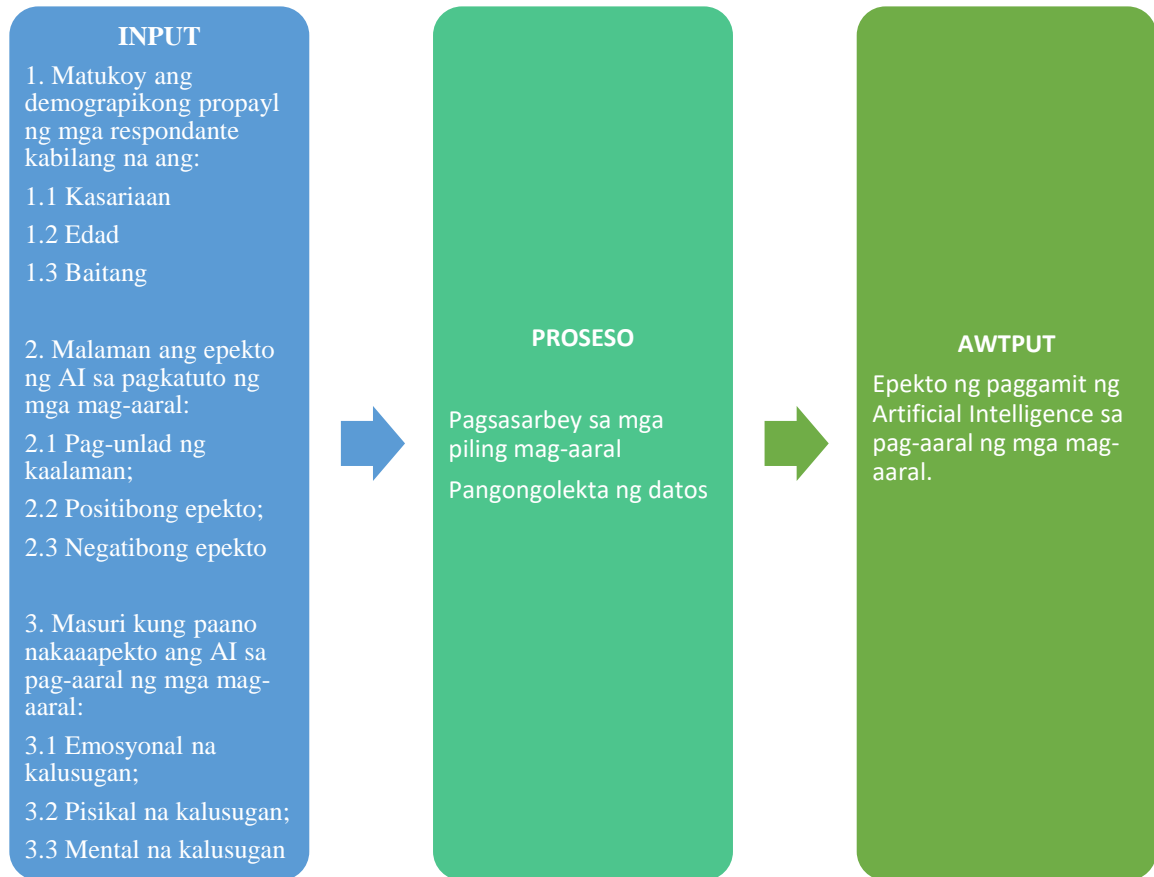 INPUT
1. Matukoy ang
demograpikong propayl
ng mga respondante
kabilang na ang:
1.1 Kasariaan
1.2 Edad
1.3 Baitang
2. Malaman ang epekto
ng AI sa pagkatuto ng
mga mag-aaral:
2.1 Pag-unlad ng
kaalaman;
2.2 Positibong epekto;
2.3 Negatibong epekto
3. Masuri kung paano
nakaaapekto ang AI sa
pag-aaral ng mga mag-
aaral:
3.1 Emosyonal na
kalusugan;
3.2 Pisikal na kalusugan;
3.3 Mental na kalusugan
PROSESO
Pagsasarbey sa mga
piling mag-aaral
Pangongolekta ng datos
AWTPUT
Epekto ng paggamit ng
Artificial Intelligence sa
pag-aaral ng mga mag-
aaral.